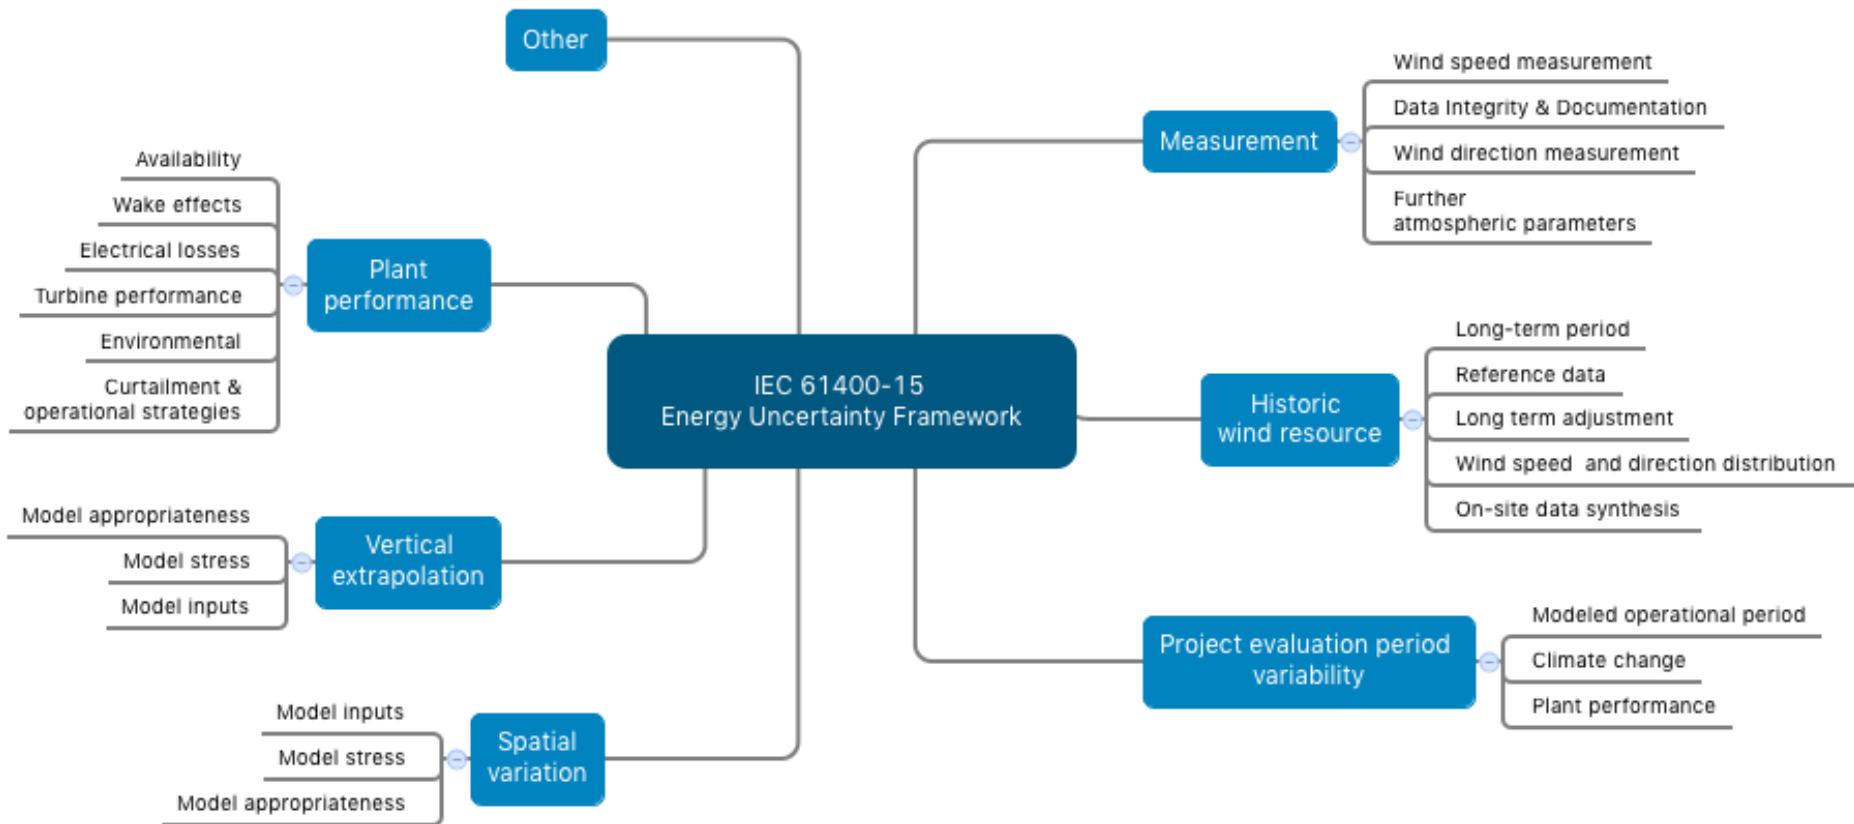 Other
Measurement
Wind speed measurement
Data Integrity & Documentation
Wind direction measurement
Further
atmospheric parameters
Availability
Wake effects
Electrical losses
Turbine performance
Environmental
Curtailment &
operational strategies
Plant
performance
IEC 61400-15
Energy Uncertainty Framework
Historic
wind resource
Long-term period
Reference data
Long term adjustment
Wind speed  and direction distribution
On-site data synthesis
Model appropriateness
Model stress
Model inputs
Vertical
extrapolation
Project evaluation period
variability
Modeled operational period
Climate change
Plant performance
Model inputs
Model stress
Model appropriateness
Spatial
variation